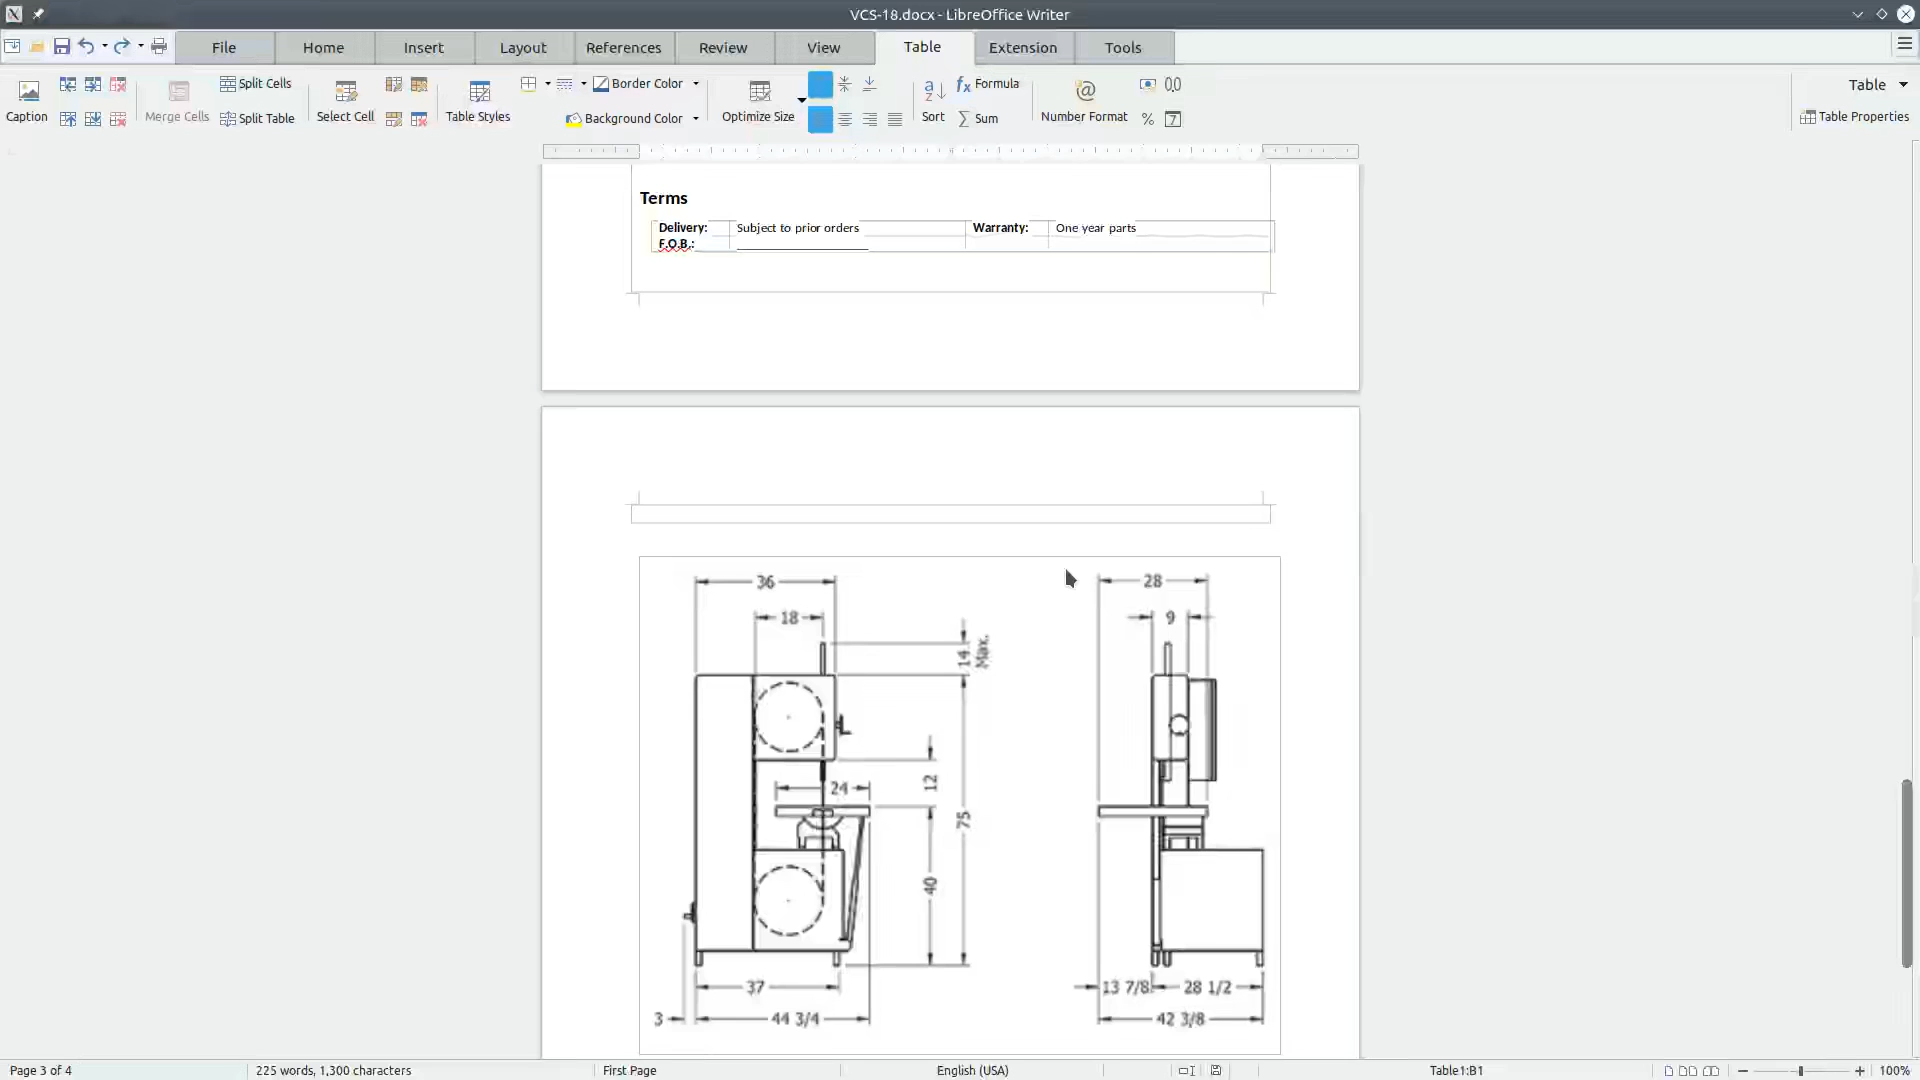 VCS-18.docx - LibreOffice Writer
File Home Insert Layout References Review View Table Extension Tools
Caption
Merge Cells
Split Cells
Split Table
Select Cell
Table Styles
Border Color
Background Color
Optimize Size
Sort
Formula
Sum
Number Format
Table
Table Properties
Terms
Delivery: Subject to prior orders Warranty: One year parts
F.O.B.:
36 28
18 9
14 Max.
24 12
75
40
37 13 7/8 28 1/2
3 44 3/4 42 3/8
Page 3 of 4 225 words, 1,300 characters First Page English (USA) Table1:B1 100%